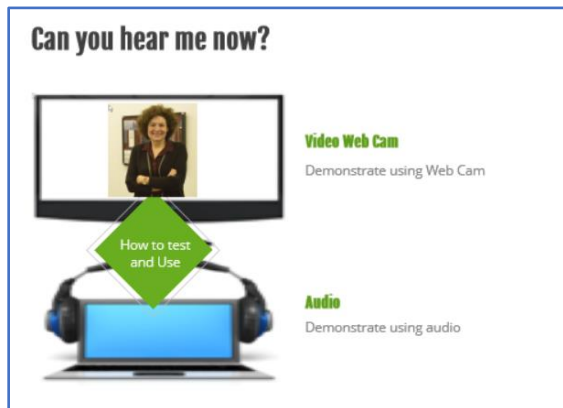 Can you hear me now?
Video Web Cam
Demonstrate using Web Cam
How to test
and Use
Audio
Demonstrate using audio